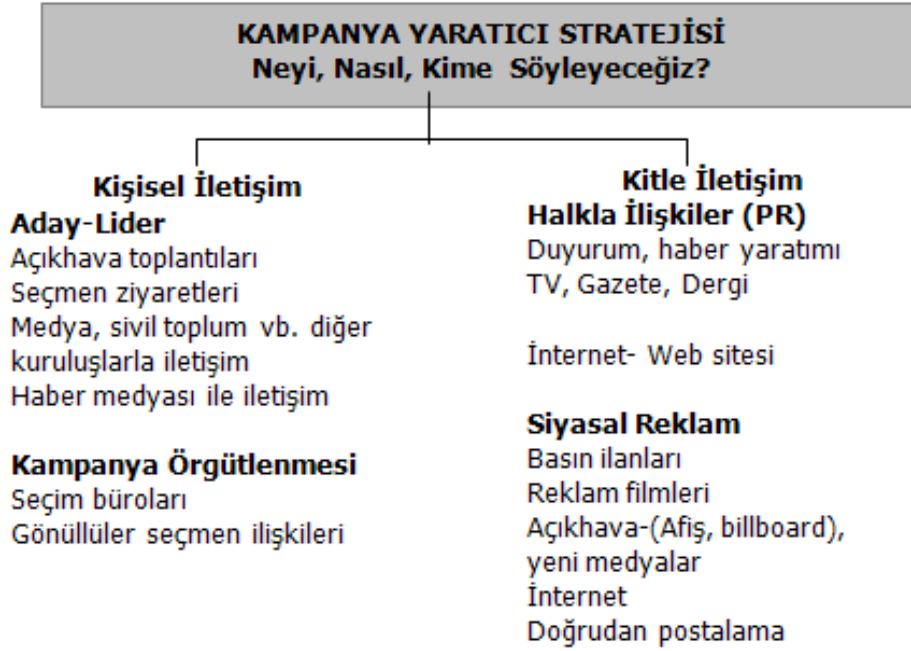 KAMPANYA YARATICI STRATEJİSİ
Neyi, Nasıl, Kime Söyleyeceğiz?
Kişisel İletişim
Aday-Lider
Açıkhava toplantıları
Seçmen ziyaretleri
Medya, sivil toplum vb. diğer
kuruluşlarla iletişim
Haber medyası ile iletişim
Kampanya Örgütlenmesi
Seçim büroları
Gönüllüler seçmen ilişkileri
Kitle İletişim
Halkla İlişkiler (PR)
Duyurum, haber yaratımı
TV, Gazete, Dergi
İnternet- Web sitesi
Siyasal Reklam
Basın ilanları
Reklam filmleri
Açıkhava-(Afiş, billboard),
yeni medyalar
İnternet
Doğrudan postalama